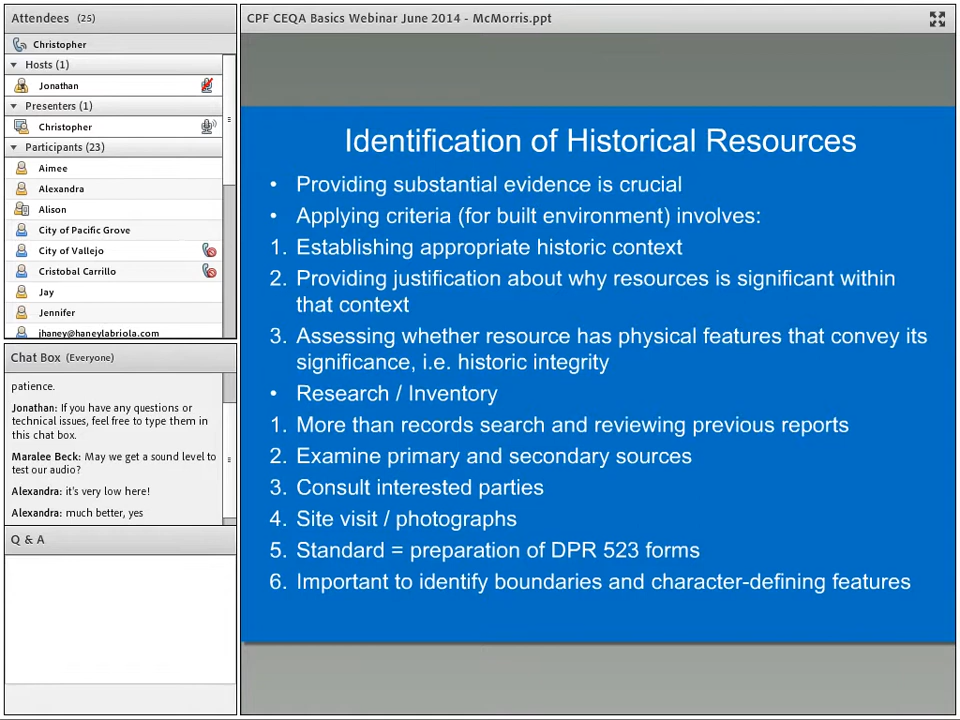 Attendees (25)
Christopher
Hosts (1)
Jonathan
Presenters (1)
Christopher
Participants (23)
Aimee
Alexandra
Alison
City of Pacific Grove
City of Vallejo
Cristobal Carrillo
Jay
Jennifer
jhaney@haneylabriola.com
Chat Box (Everyone)
patience.
Jonathan: If you have any questions or
technical issues, feel free to type them in
this chat box.
Maralee Beck: May we get a sound level to
test our audio?
Alexandra: it's very low here!
Alexandra: much better, yes
Q & A
CPF CEQA Basics Webinar June 2014 - McMorris.ppt
Identification of Historical Resources
• Providing substantial evidence is crucial
• Applying criteria (for built environment) involves:
1. Establishing appropriate historic context
2. Providing justification about why resources is significant within
that context
3. Assessing whether resource has physical features that convey its
significance, i.e. historic integrity
• Research / Inventory
1. More than records search and reviewing previous reports
2. Examine primary and secondary sources
3. Consult interested parties
4. Site visit / photographs
5. Standard = preparation of DPR 523 forms
6. Important to identify boundaries and character-defining features